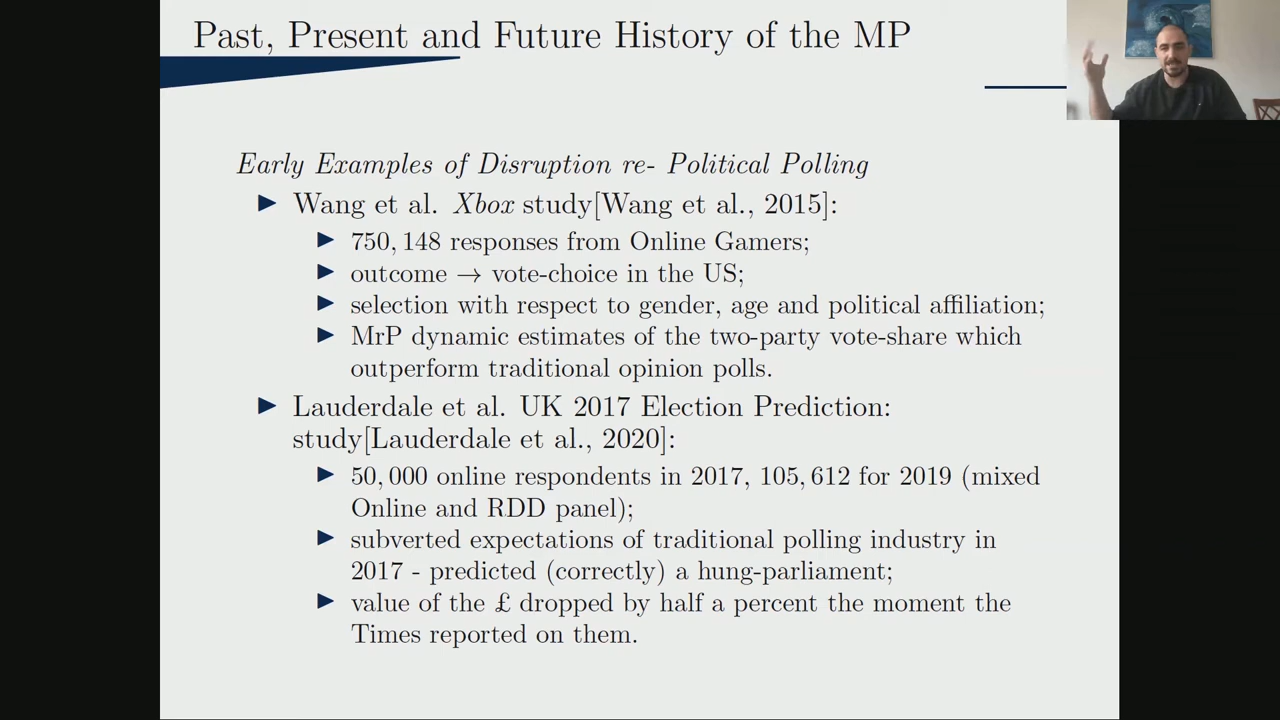 Past, Present and Future History of the MP
Early Examples of Disruption re- Political Polling
▶ Wang et al. Xbox study[Wang et al., 2015]:
▶ 750,148 responses from Online Gamers;
▶ outcome → vote-choice in the US;
▶ selection with respect to gender, age and political affiliation;
▶ MrP dynamic estimates of the two-party vote-share which
outperform traditional opinion polls.
▶ Lauderdale et al. UK 2017 Election Prediction:
study[Lauderdale et al., 2020]:
▶ 50,000 online respondents in 2017, 105,612 for 2019 (mixed
Online and RDD panel);
▶ subverted expectations of traditional polling industry in
2017 - predicted (correctly) a hung-parliament;
▶ value of the £ dropped by half a percent the moment the
Times reported on them.